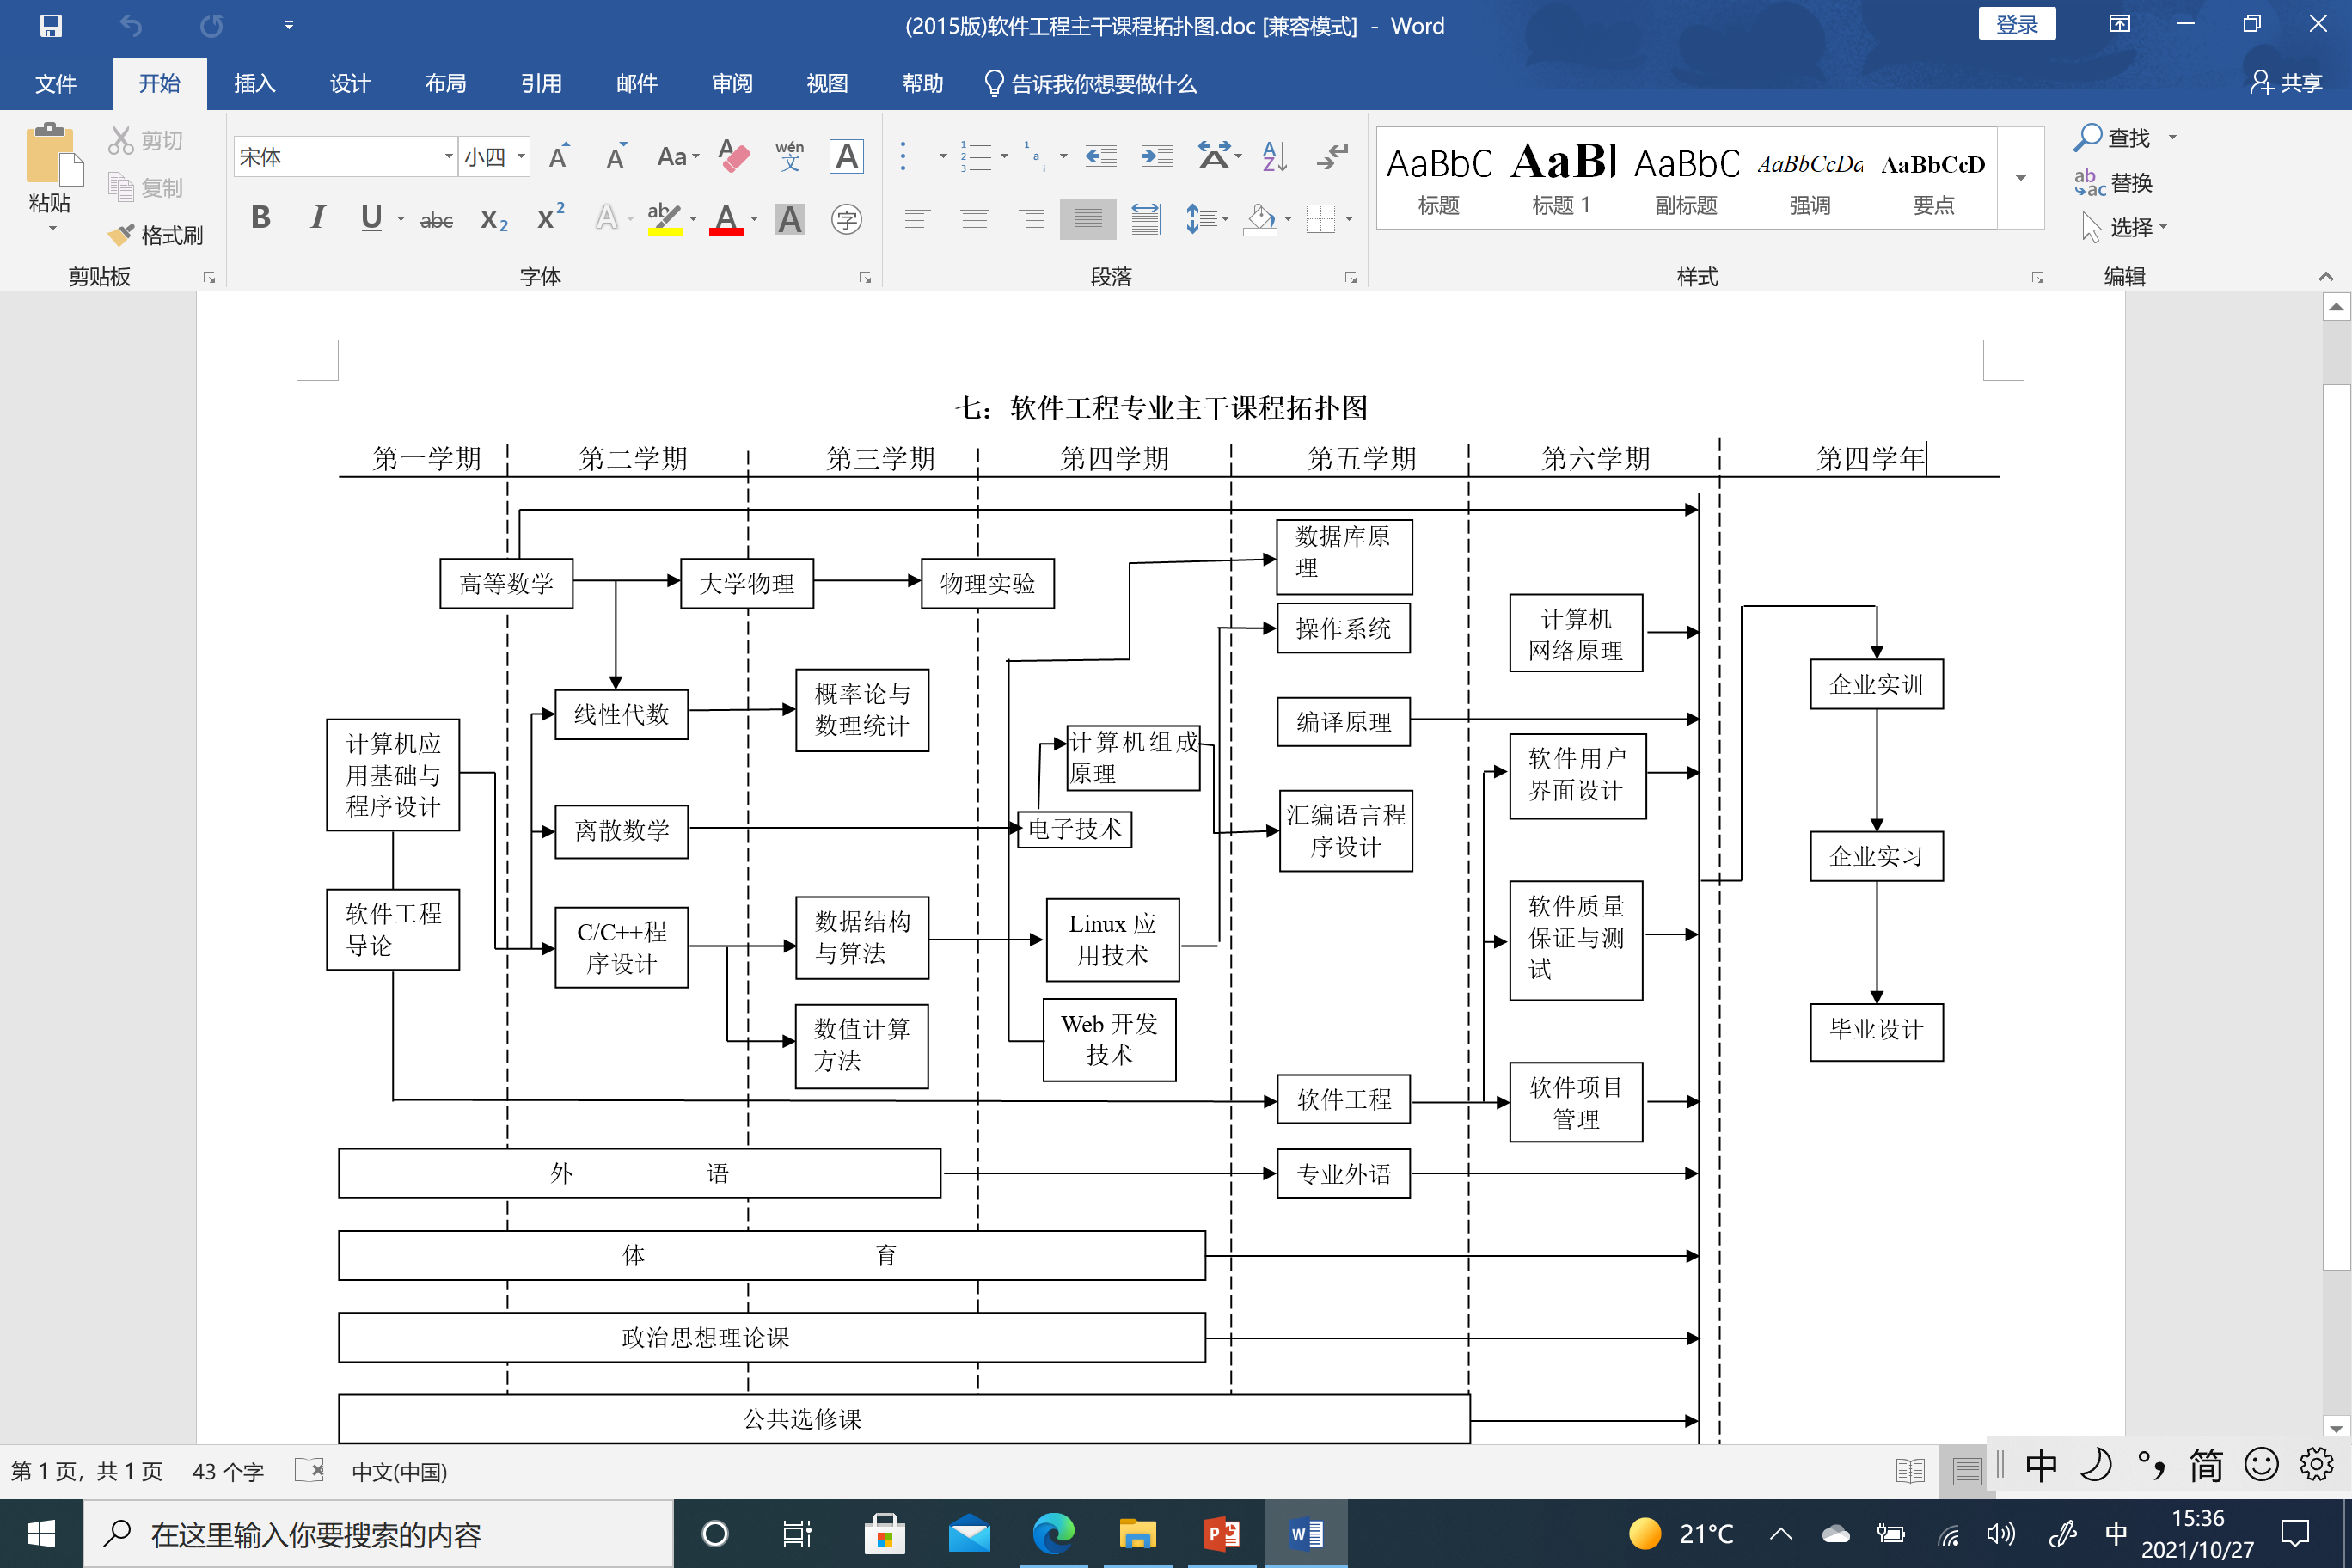 (2015版)软件工程主干课程拓扑图.doc [兼容模式] - Word
登录
文件
开始
插入
设计
布局
引用
邮件
审阅
视图
帮助
告诉我你想要做什么
共享
粘贴
剪切
复制
格式刷
剪贴板
宋体
小四
字体
段落
AaBbC
标题
AaBl
标题 1
AaBbC
副标题
AaBbCcDd
强调
AaBbCcD
要点
样式
查找
替换
选择
编辑
七：软件工程专业主干课程拓扑图
第一学期
第二学期
第三学期
第四学期
第五学期
第六学期
第四学年
高等数学
大学物理
物理实验
数据库原
理
操作系统
计算机
网络原理
企业实训
线性代数
概率论与
数理统计
编译原理
计算机应
用基础与
程序设计
计算机组成
原理
软件用户
界面设计
离散数学
电子技术
汇编语言程
序设计
企业实习
软件工程
导论
C/C++程
序设计
数据结构
与算法
Linux 应
用技术
软件质量
保证与测
试
数值计算
方法
Web 开发
技术
毕业设计
软件工程
软件项目
管理
外 语
专业外语
体 育
政治思想理论课
公共选修课
第 1 页，共 1 页
43 个字
中文(中国)
中
简
在这里输入你要搜索的内容
21°C
中
15:36
2021/10/27